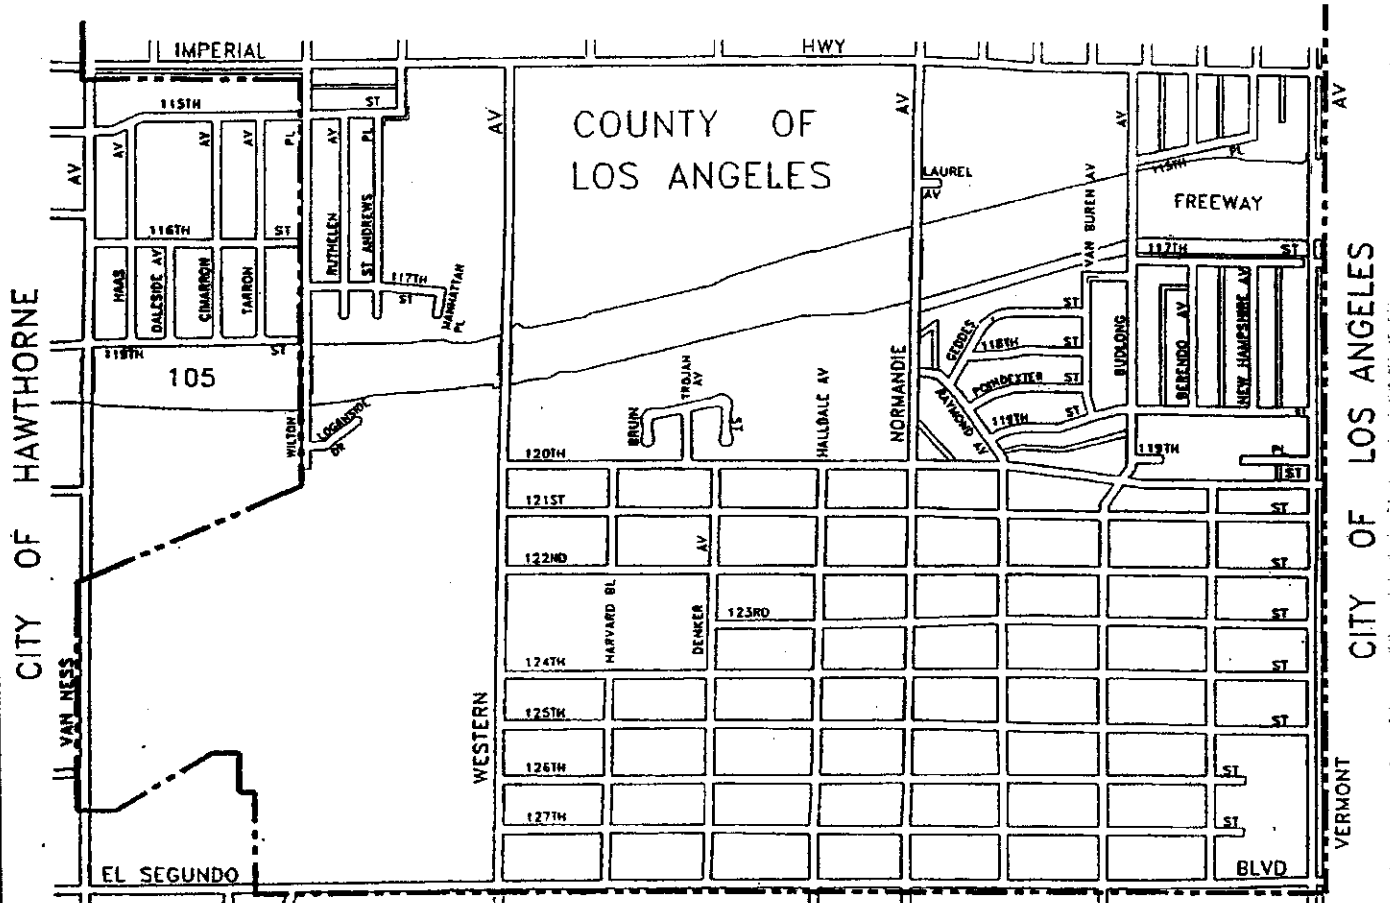 IMPERIAL HWY
115TH ST
COUNTY OF
LOS ANGELES
AV
AV
AV
AV
AV
AV
AV
AV
PL
AV
PL
LAUREL
AV
115TH PL
FREEWAY
VAN BUREN AV
116TH ST
RUTHELEN
ST ANDREWS
117TH ST
HAAS
DALESIDE AV
CIMARRON
TARRON
117TH
ST
MANHATTAN
PL
CITY OF HAWTHORNE
CITY OF LOS ANGELES
GEDDES ST
118TH ST
BUDLONG
BERENDO AV
NEW HAMPSHIRE AV
119TH ST
105
POINDEXTER ST
NORMANDIE
RAYMOND AV
119TH ST
ST
TROJAN
AV
HALLDALE AV
BRUIN
ST
WILTON
LOGANSIDE
DR
119TH PL
120TH ST
121ST ST
122ND ST
AV
HARVARD BL
DENKER
123RD ST
124TH ST
VAN NESS
WESTERN
125TH ST
126TH ST
127TH ST
VERMONT
EL SEGUNDO BLVD